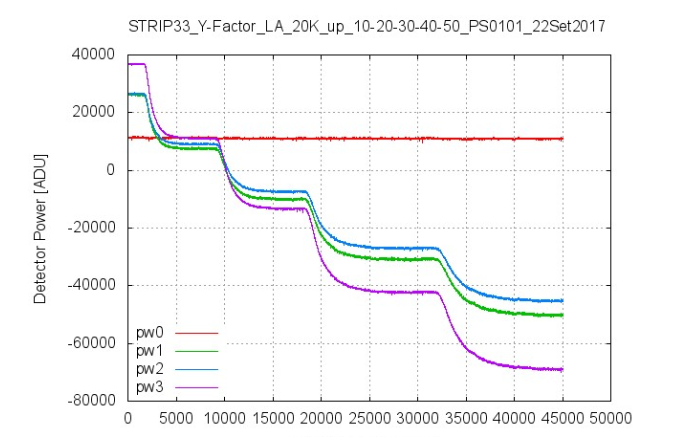 STRIP33_Y-Factor_LA_20K_up_10-20-30-40-50_PS0101_22Set2017
40000
20000
0
-20000
-40000
-60000
-80000
Detector Power [ADU]
pw0
pw1
pw2
pw3
0 5000 10000 15000 20000 25000 30000 35000 40000 45000 50000